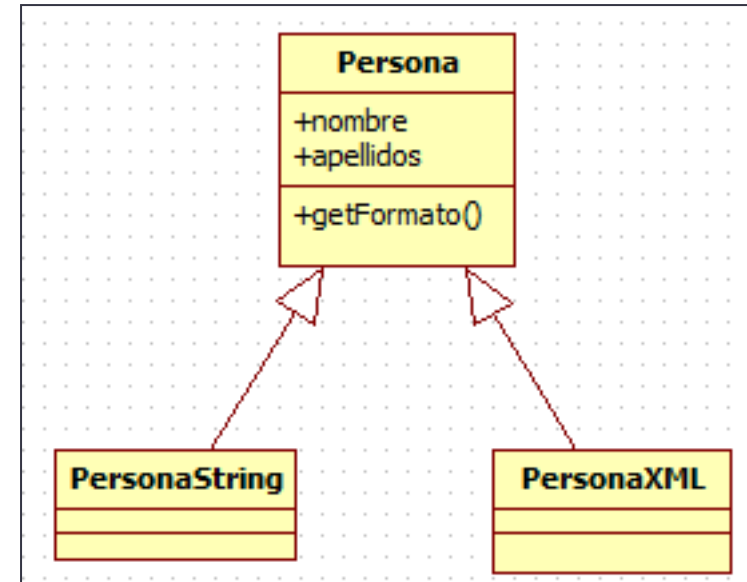 Persona
+nombre
+apellidos
+getFormato()
PersonaString
PersonaXML